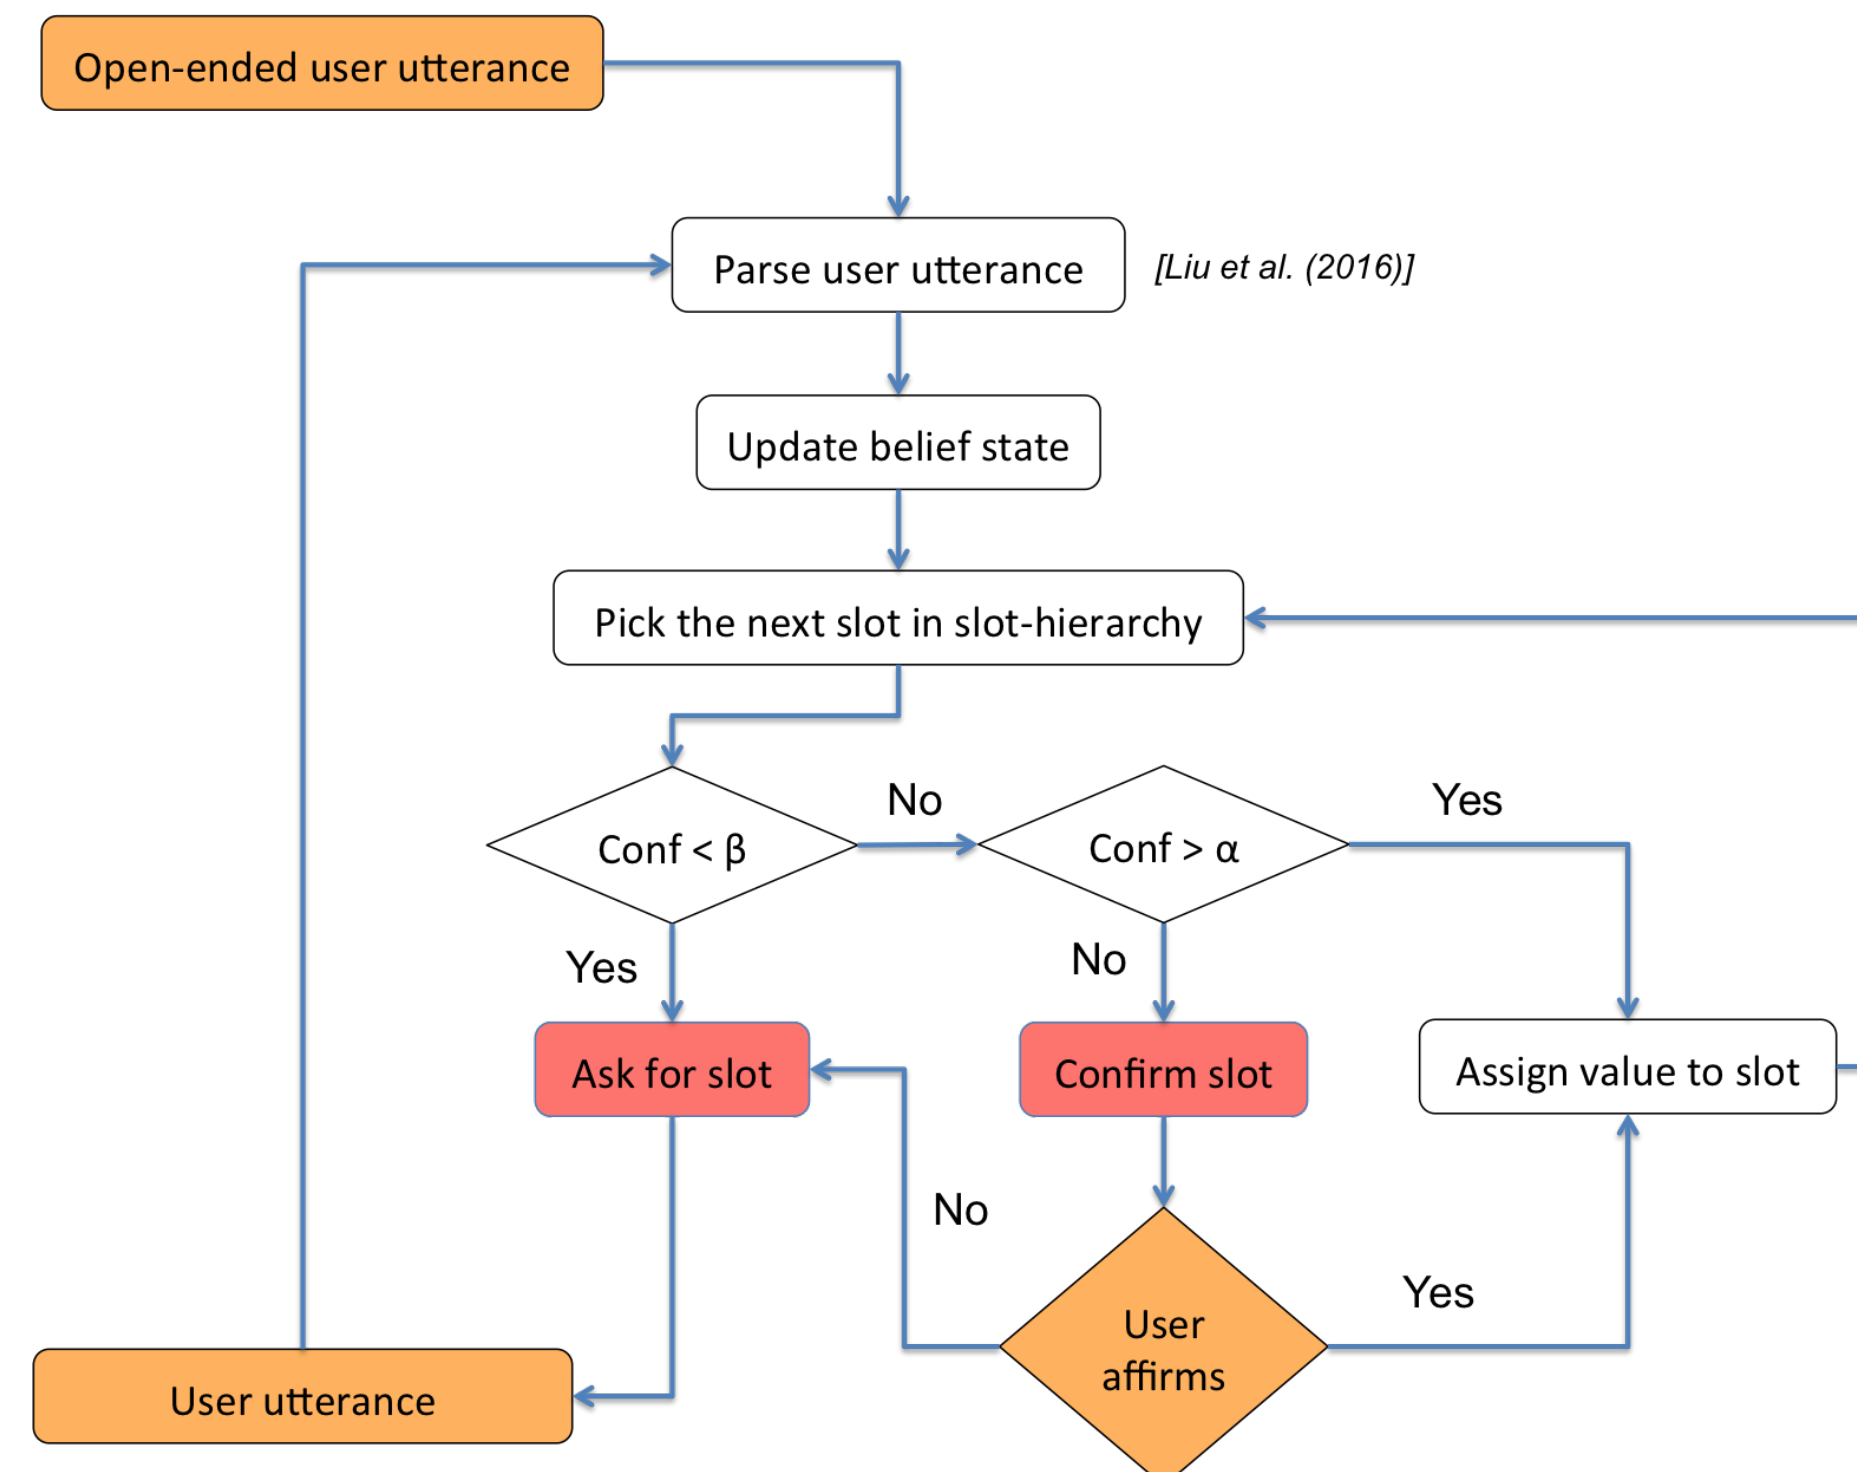 Open-ended user utterance
Parse user utterance
[Liu et al. (2016)]
Update belief state
Pick the next slot in slot-hierarchy
Conf < β
No
Conf > α
Yes
Yes
No
Ask for slot
Confirm slot
Assign value to slot
No
User
affirms
Yes
User utterance